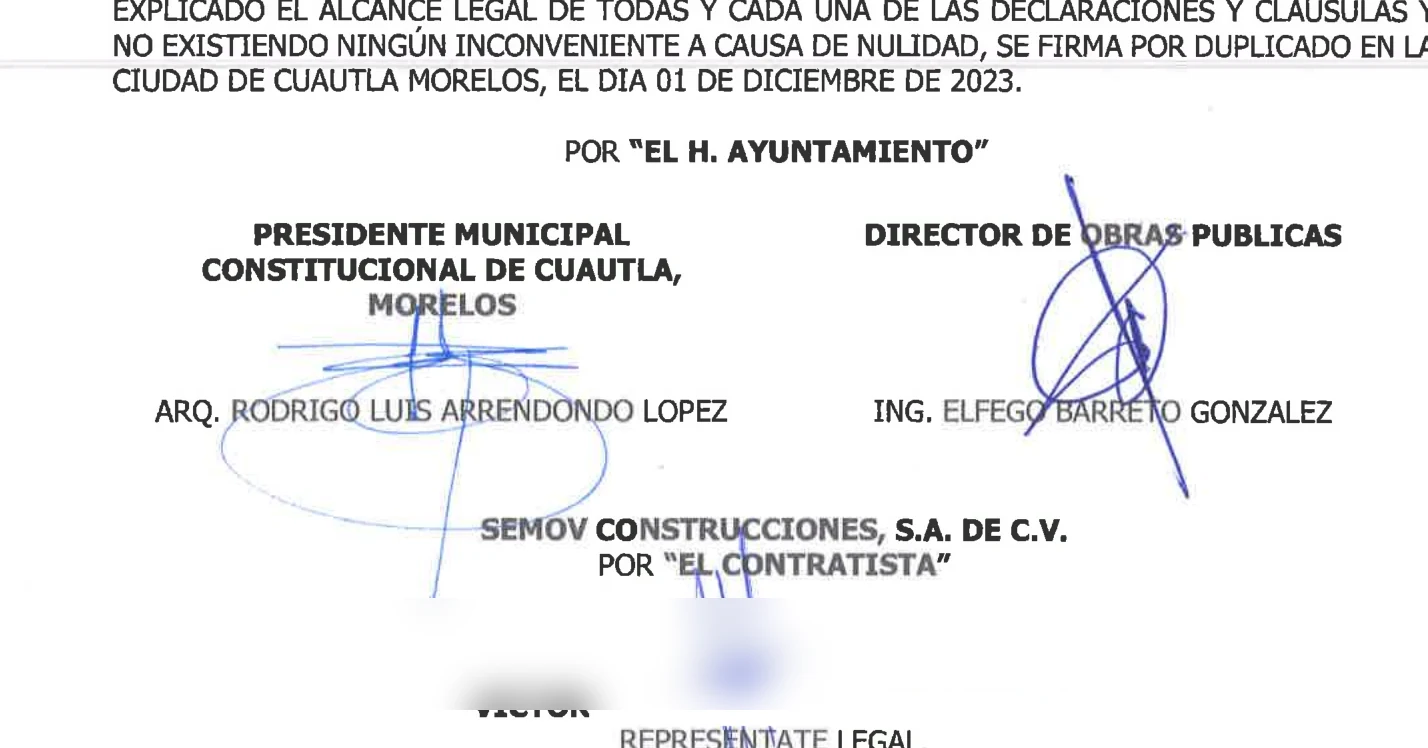 EXPLICADO EL ALCANCE LEGAL DE TODAS Y CADA UNA DE LAS DECLARACIONES Y CLAUSULAS Y
NO EXISTIENDO NINGÚN INCONVENIENTE A CAUSA DE NULIDAD, SE FIRMA POR DUPLICADO EN LA
CIUDAD DE CUAUTLA MORELOS, EL DIA 01 DE DICIEMBRE DE 2023.
POR "EL H. AYUNTAMIENTO"
PRESIDENTE MUNICIPAL
CONSTITUCIONAL DE CUAUTLA,
MORELOS
DIRECTOR DE OBRAS PUBLICAS
ARQ. RODRIGO LUIS ARRENDONDO LOPEZ
ING. ELFEGO BARRETO GONZALEZ
SEMOV CONSTRUCCIONES, S.A. DE C.V.
POR "EL CONTRATISTA"
REPRESENTATE LEGAL